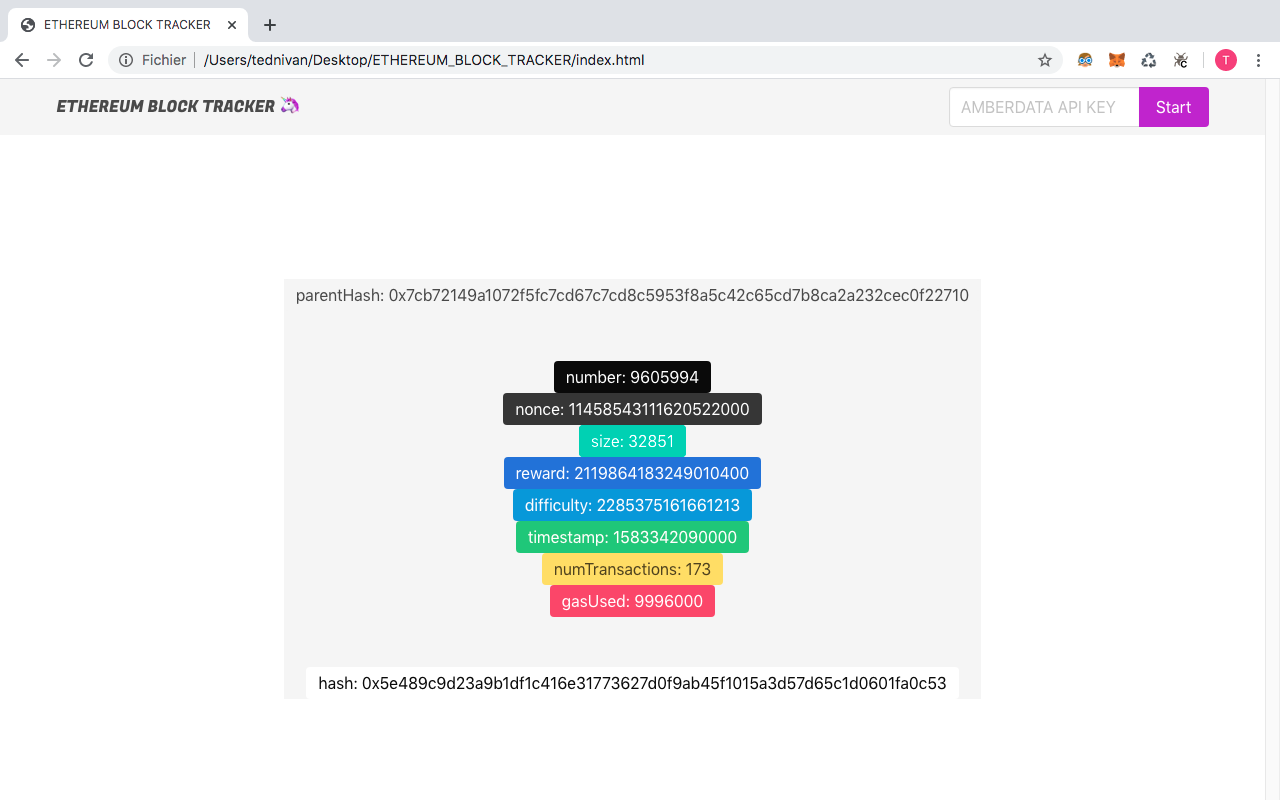 ETHEREUM BLOCK TRACKER
Fichier /Users/tednivan/Desktop/ETHEREUM_BLOCK_TRACKER/index.html
T
ETHEREUM BLOCK TRACKER 🦄
AMBERDATA API KEY Start
parentHash: 0x7cb72149a1072f5fc7cd67c7cd8c5953f8a5c42c65cd7b8ca2a232cec0f22710
number: 9605994
nonce: 11458543111620522000
size: 32851
reward: 2119864183249010400
difficulty: 2285375161661213
timestamp: 1583342090000
numTransactions: 173
gasUsed: 9996000
hash: 0x5e489c9d23a9b1df1c416e31773627d0f9ab45f1015a3d57d65c1d0601fa0c53